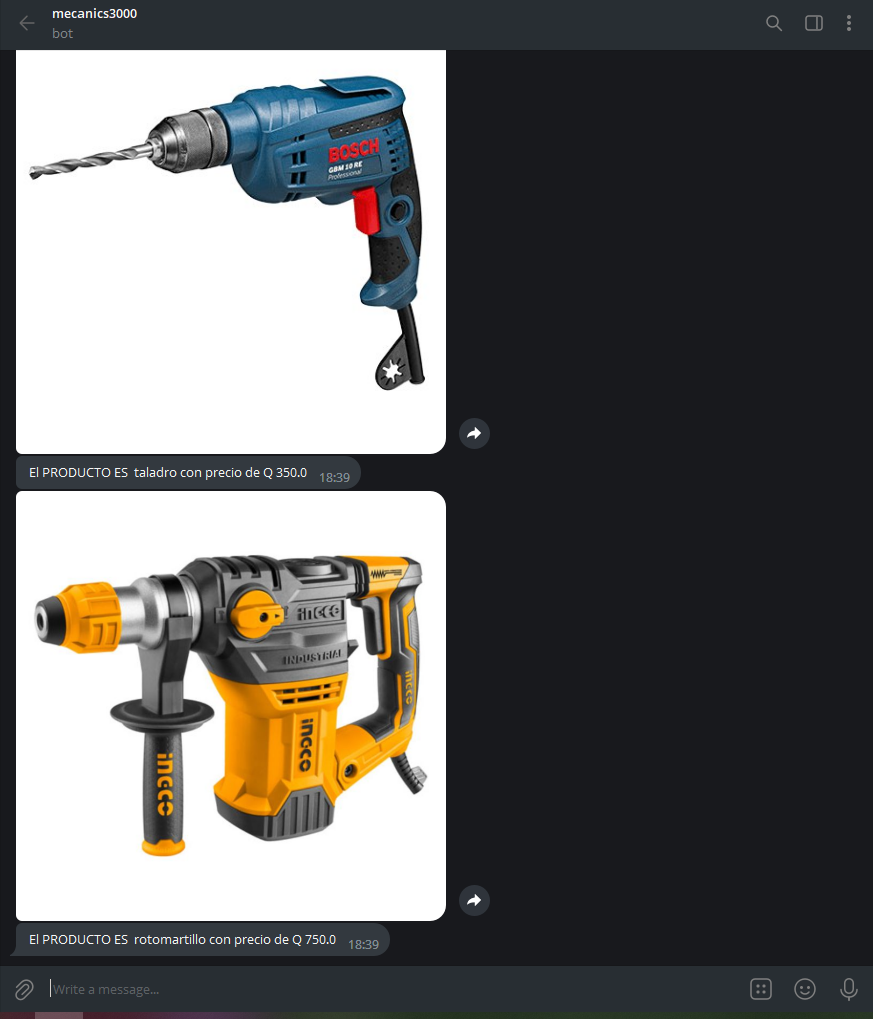 mecanics3000
bot
BOSCH
GBM 10 RE
Professional
El PRODUCTO ES  taladro con precio de Q 350.0
18:39
INGCO
INDUSTRIAL
INGCO
INGCO
INGCO
El PRODUCTO ES  rotomartillo con precio de Q 750.0
18:39
Write a message...